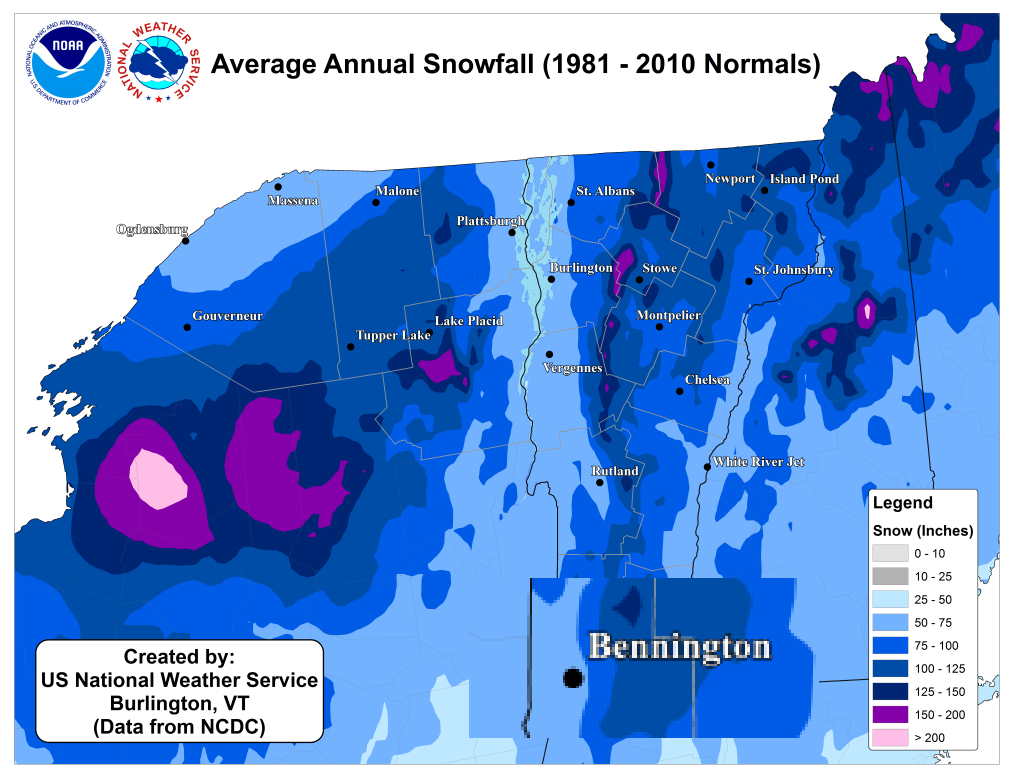 NATIONAL OCEANIC AND ATMOSPHERIC ADMINISTRATION
NOAA
U.S. DEPARTMENT OF COMMERCE
NATIONAL WEATHER SERVICE
Average Annual Snowfall (1981 - 2010 Normals)
Newport
Island Pond
Massena
Malone
St. Albans
Plattsburgh
Ogdensburg
Burlington
Stowe
St. Johnsbury
Gouverneur
Lake Placid
Montpelier
Tupper Lake
Vergennes
Chelsea
White River Jct
Rutland
Bennington
Legend
Snow (Inches)
0 - 10
10 - 25
25 - 50
50 - 75
75 - 100
100 - 125
125 - 150
150 - 200
> 200
Created by:
US National Weather Service
Burlington, VT
(Data from NCDC)